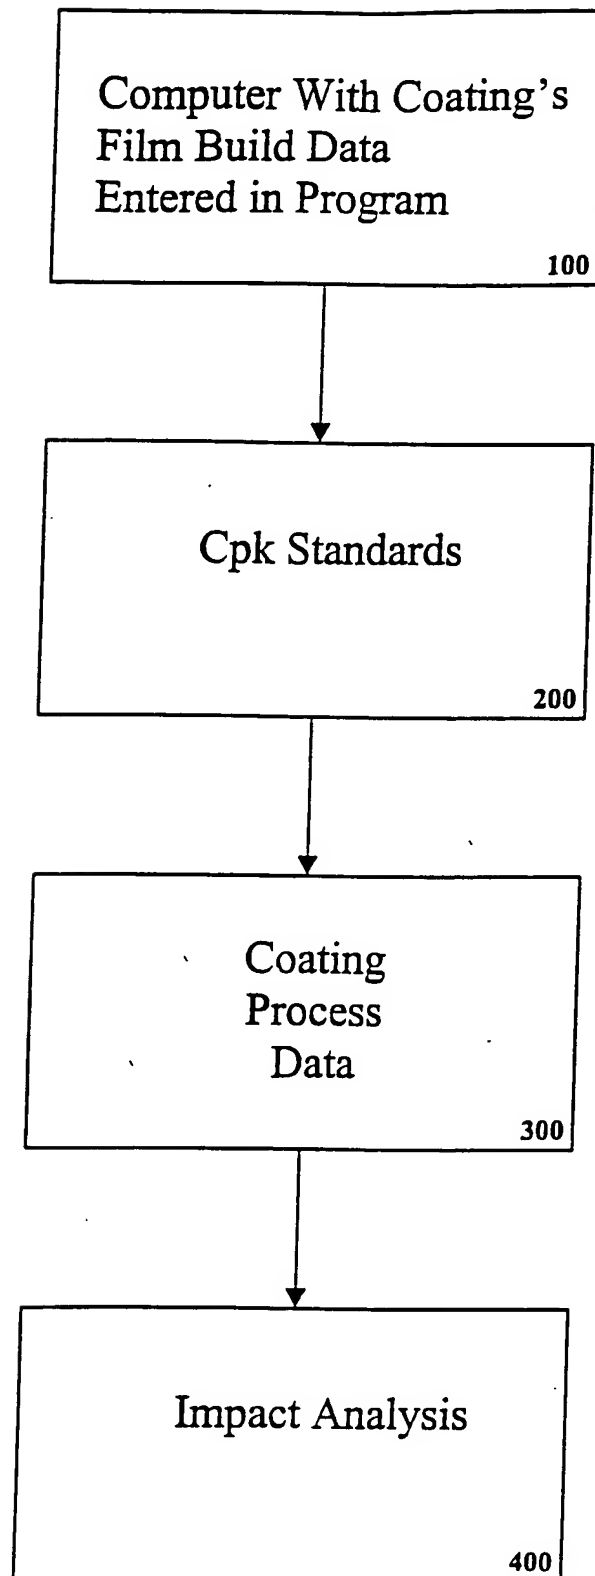 Computer With Coating's
Film Build Data
Entered in Program
100
Cpk Standards
200
Coating
Process
Data
300
Impact Analysis
400